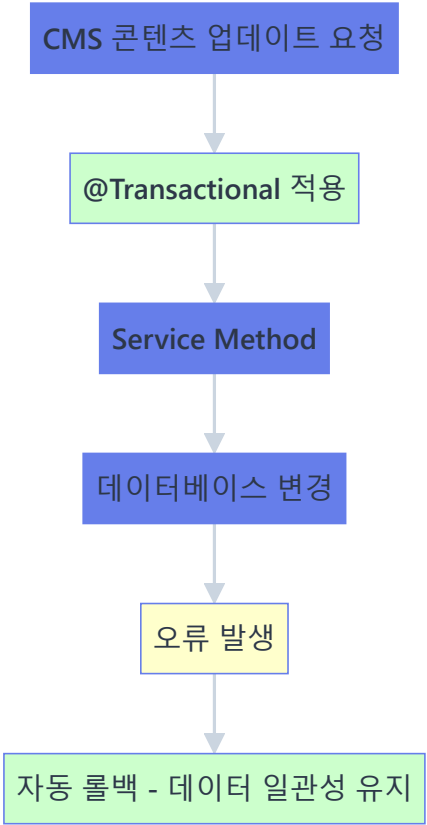 CMS 콘텐츠 업데이트 요청
@Transactional 적용
Service Method
데이터베이스 변경
오류 발생
자동 롤백 - 데이터 일관성 유지